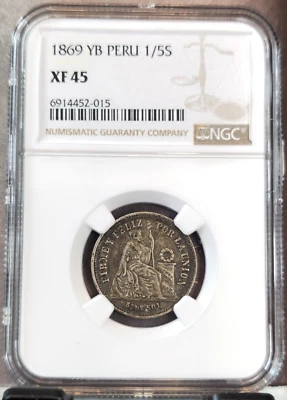 1869 YB PERU 1/5S
XF 45
6914452-015
NUMISMATIC GUARANTY COMPANY
NGC
FIRME Y FELIZ POR LA UNION